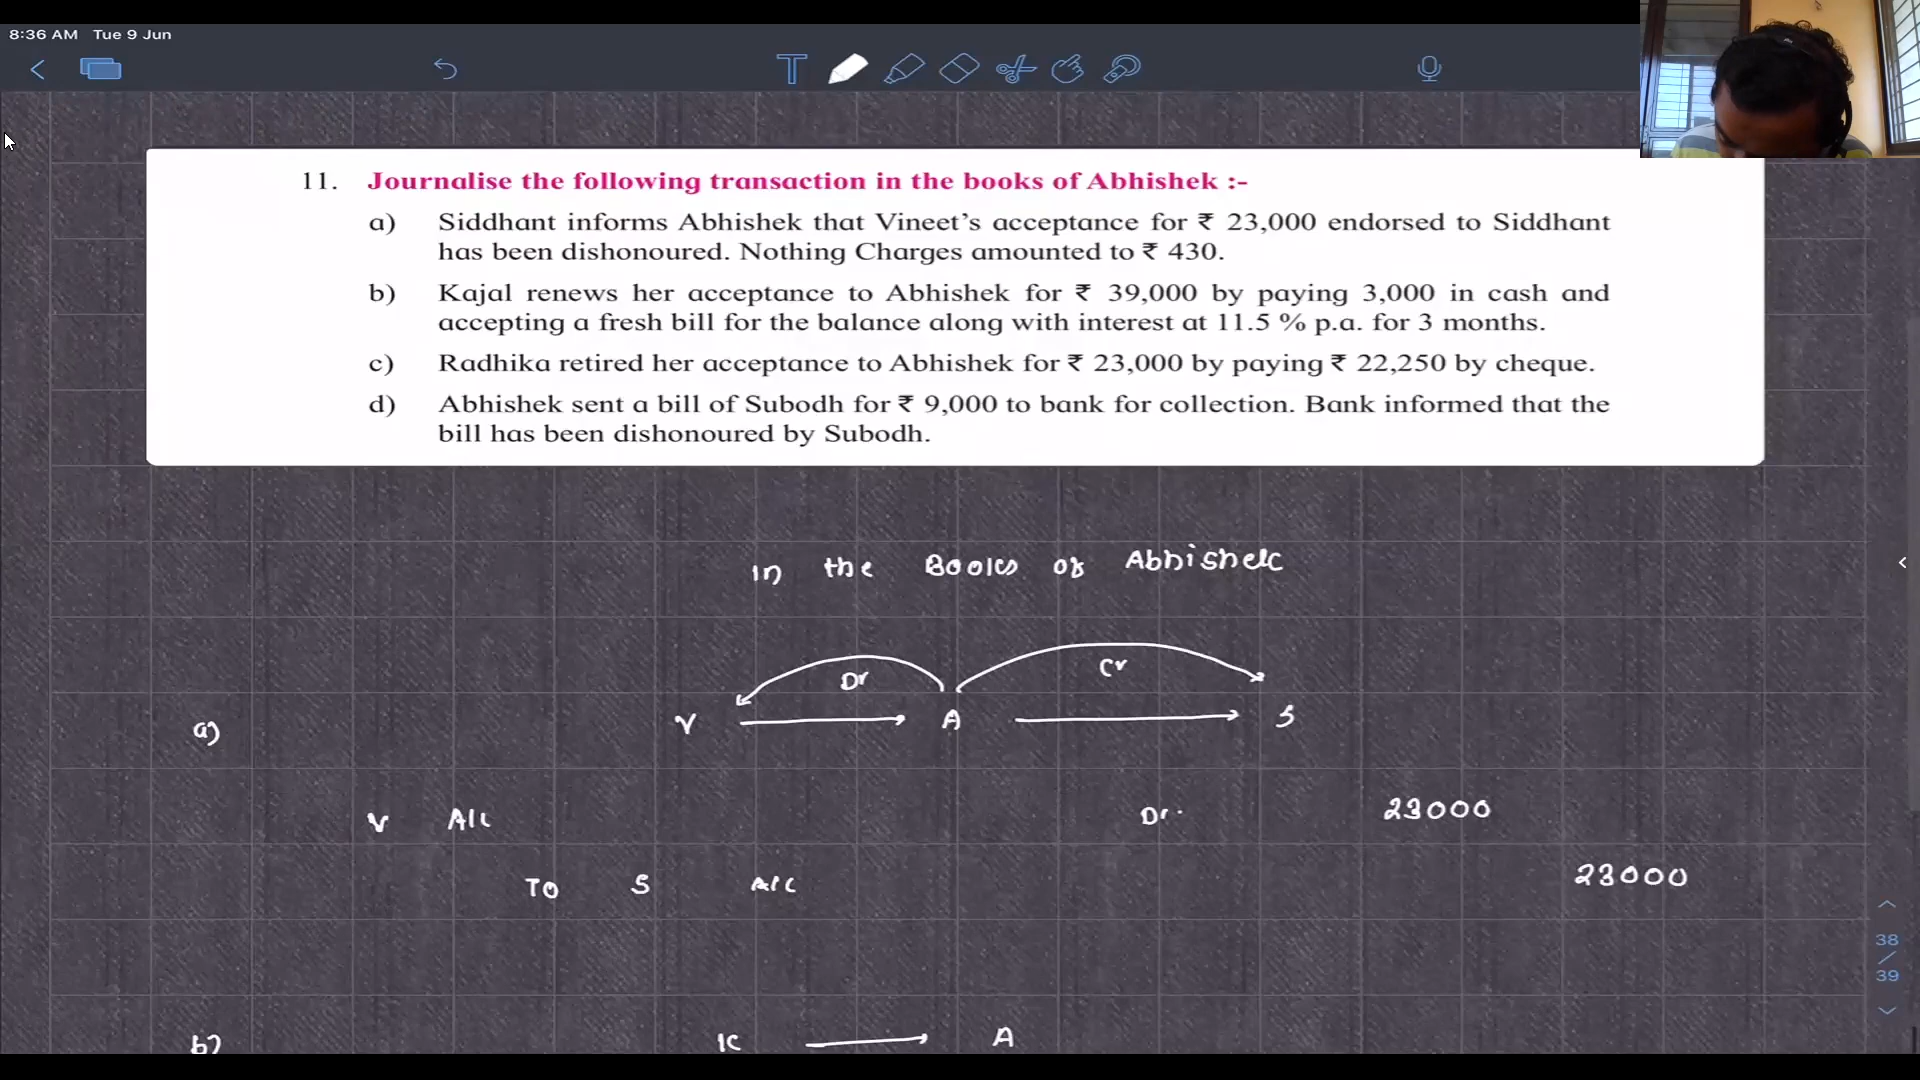 8:36 AM Tue 9 Jun
11. Journalise the following transaction in the books of Abhishek :-
a) Siddhant informs Abhishek that Vineet's acceptance for ₹ 23,000 endorsed to Siddhant
has been dishonoured. Nothing Charges amounted to ₹ 430.
b) Kajal renews her acceptance to Abhishek for ₹ 39,000 by paying 3,000 in cash and
accepting a fresh bill for the balance along with interest at 11.5 % p.a. for 3 months.
c) Radhika retired her acceptance to Abhishek for ₹ 23,000 by paying ₹ 22,250 by cheque.
d) Abhishek sent a bill of Subodh for ₹ 9,000 to bank for collection. Bank informed that the
bill has been dishonoured by Subodh.
In the Books of Abhishek
Dr Cr
a) V A S
V A/C Dr. 23000
TO S A/C 23000
38
/
39
b) K A